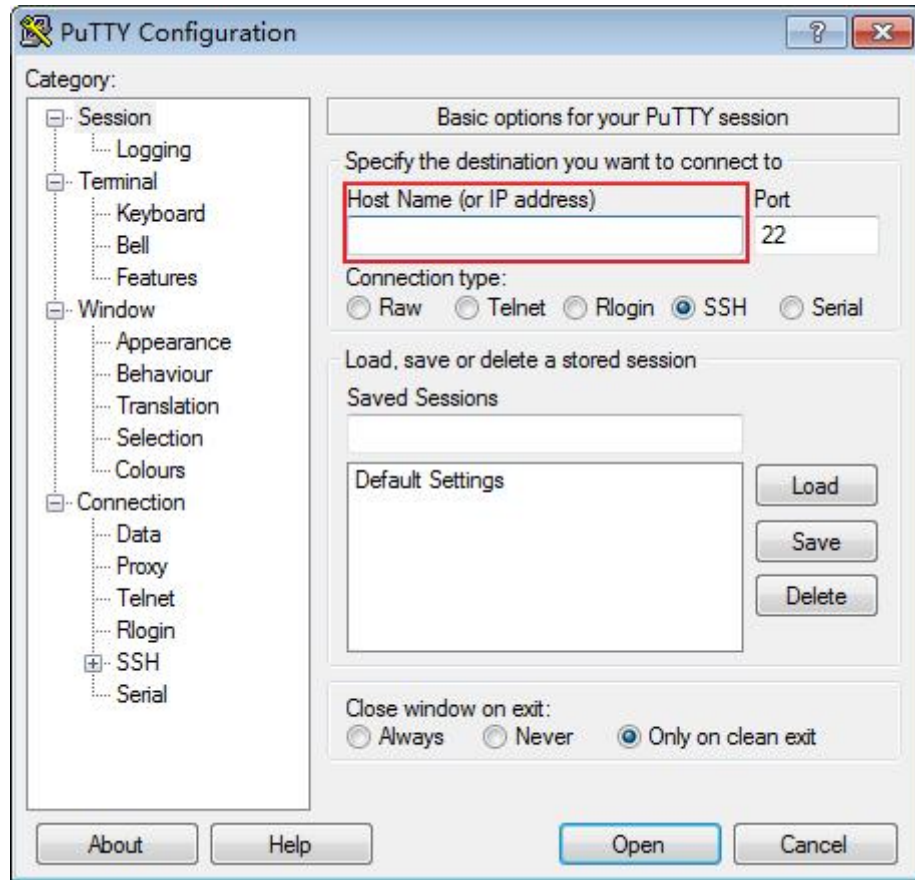 PuTTY Configuration
Category:
Session
Logging
Terminal
Keyboard
Bell
Features
Window
Appearance
Behaviour
Translation
Selection
Colours
Connection
Data
Proxy
Telnet
Rlogin
SSH
Serial
Basic options for your PuTTY session
Specify the destination you want to connect to
Host Name (or IP address) Port
22
Connection type:
Raw Telnet Rlogin SSH Serial
Load, save or delete a stored session
Saved Sessions
Default Settings
Load
Save
Delete
Close window on exit:
Always Never Only on clean exit
About Help Open Cancel